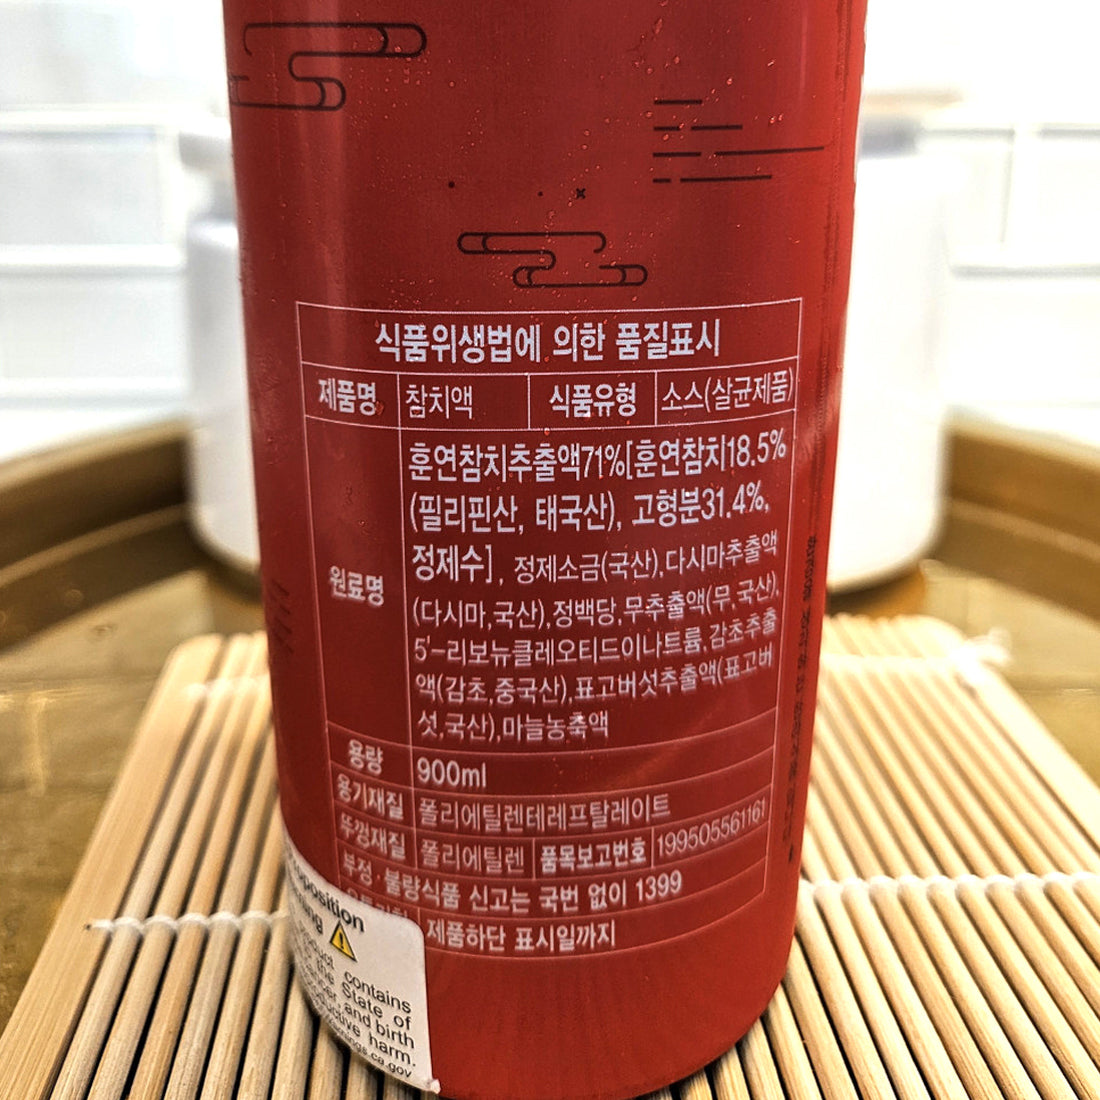 식품위생법에 의한 품질표시
제품명 참치액 식품유형 소스(살균제품)
원료명
훈연참치추출액71%[훈연참치18.5%
(필리핀산, 태국산), 고형분31.4%,
정제수], 정제소금(국산),다시마추출액
(다시마,국산),정백당,무추출액(무,국산),
5'-리보뉴클레오티드이나트륨,감초추출
액(감초,중국산),표고버섯추출액(표고버
섯,국산),마늘농축액
용량 900ml
용기재질 폴리에틸렌테레프탈레이트
뚜껑재질 폴리에틸렌 품목보고번호 199505561161
부정·불량식품 신고는 국번 없이 1399
제품하단 표시일까지
oposition
contains
the State of
cancer, and birth
harm.
ca.gov